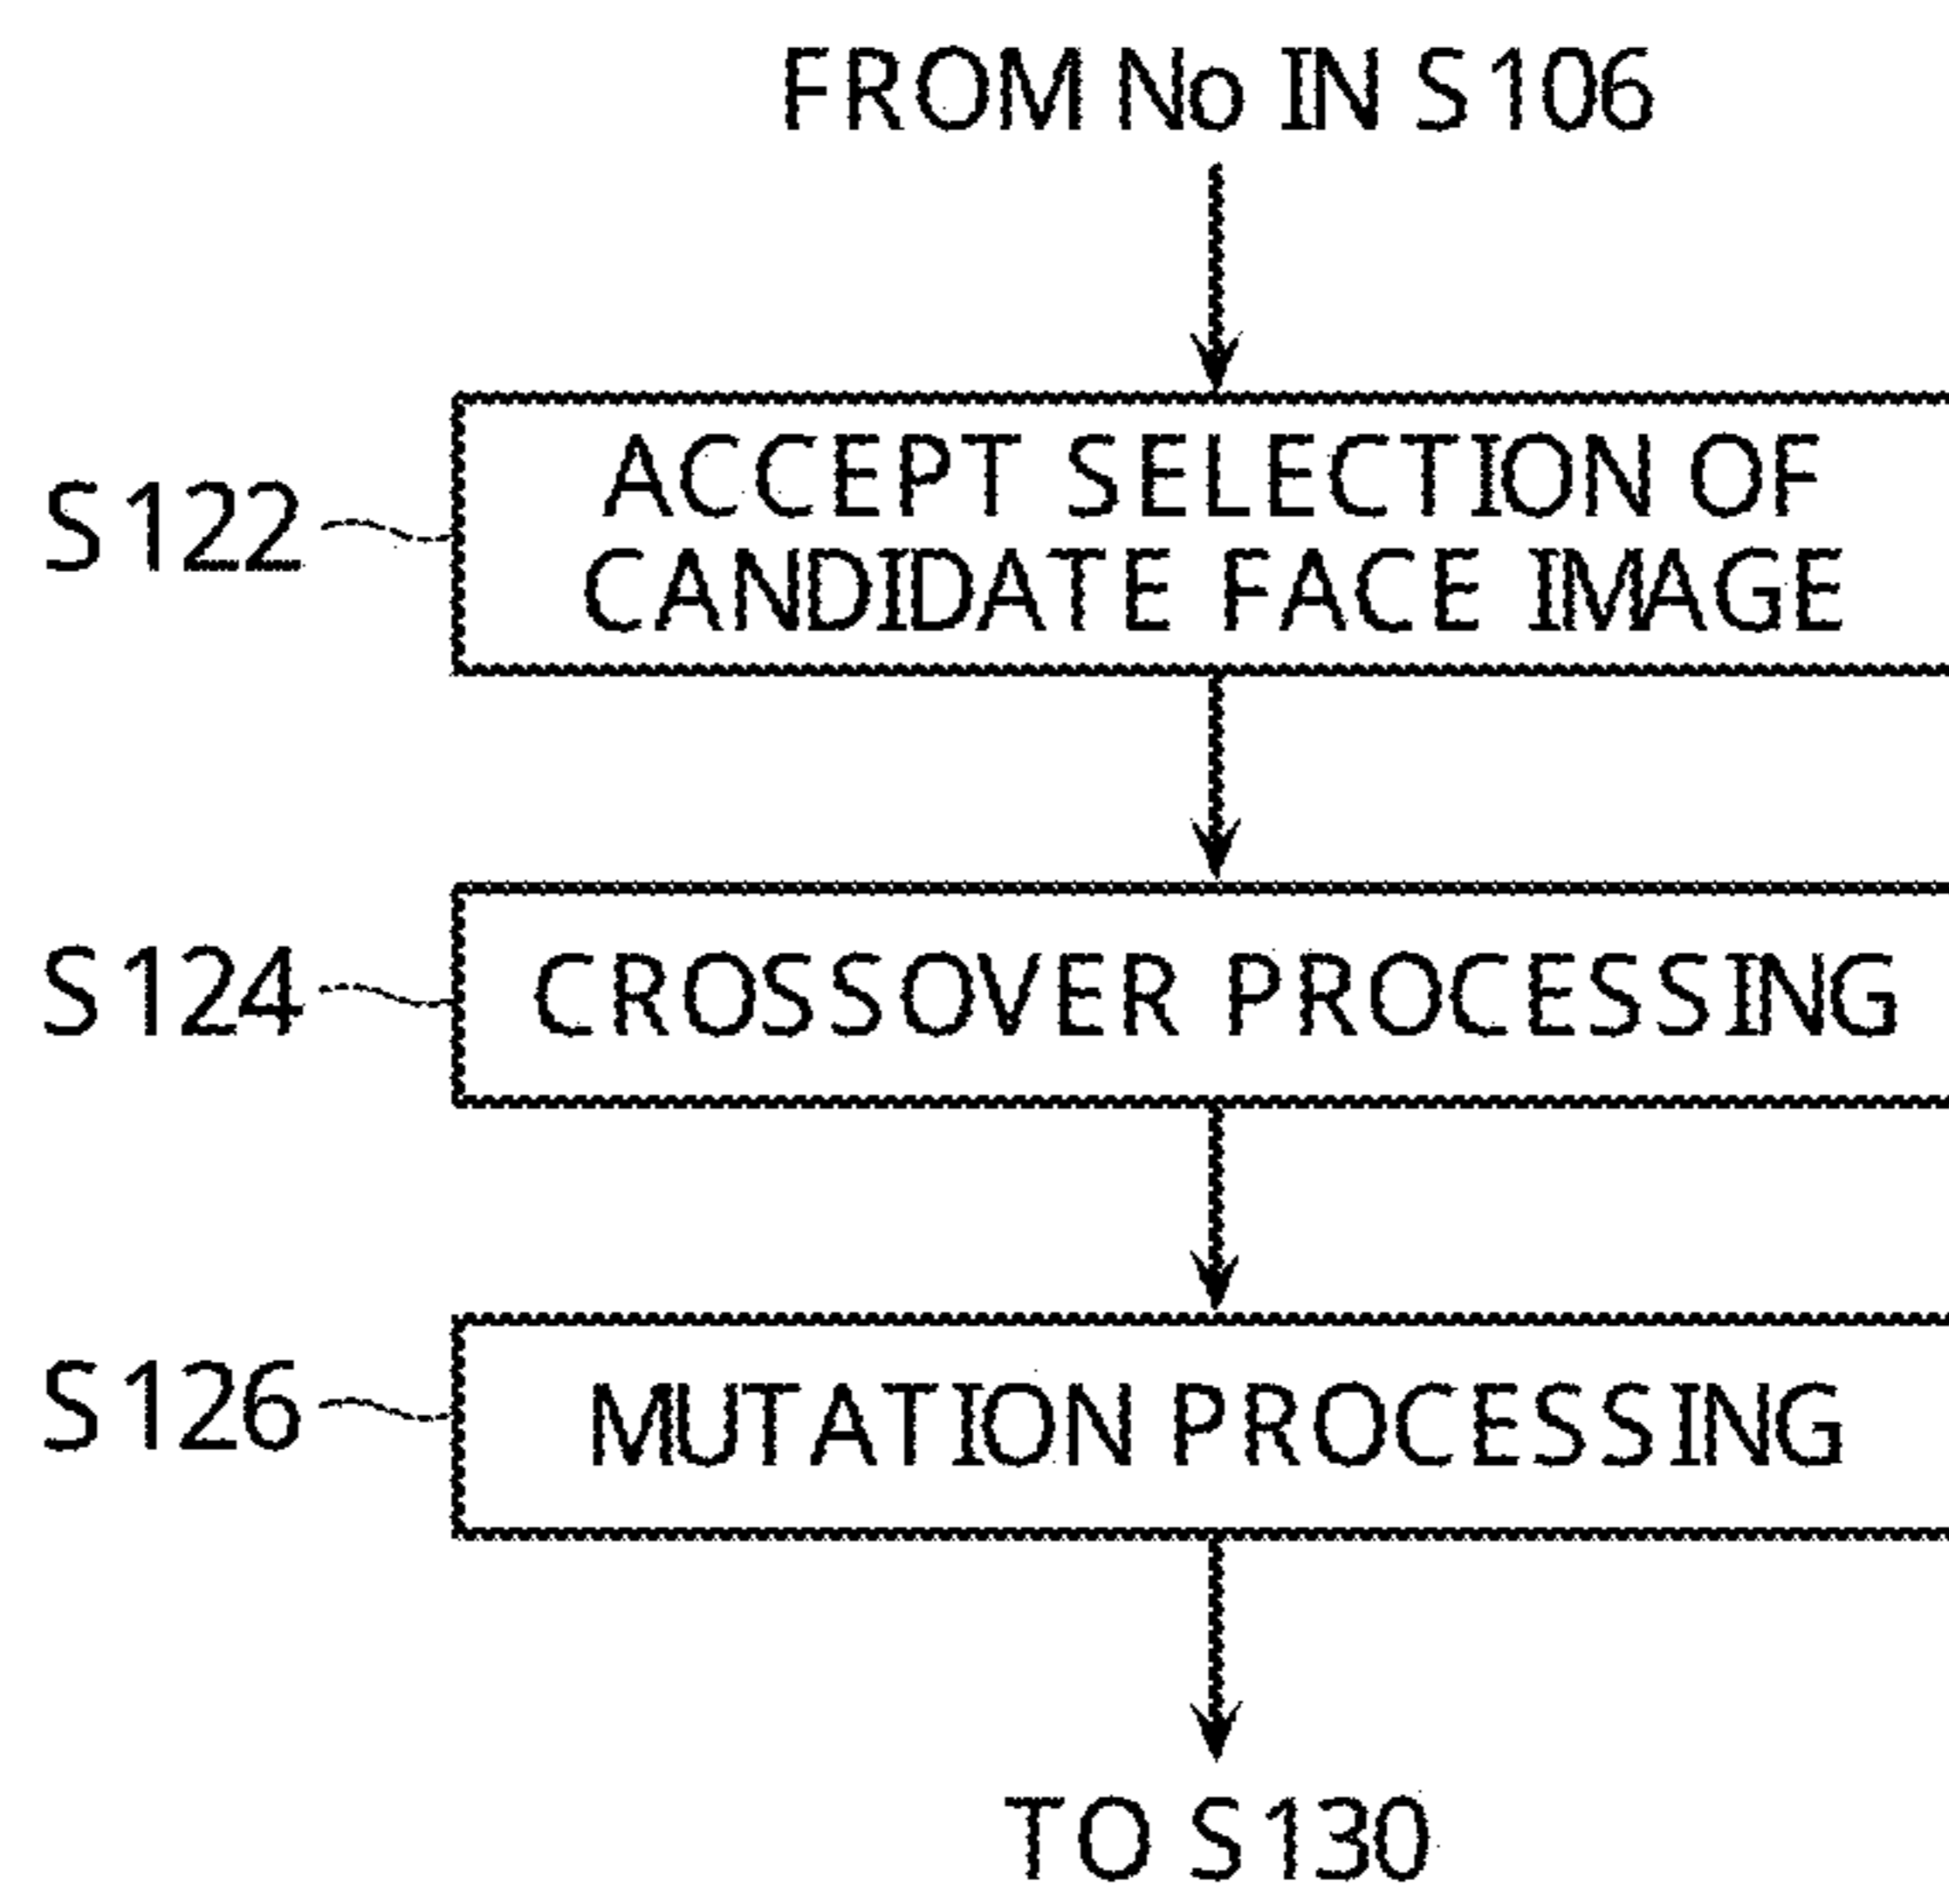 FROM No IN S106
S122
ACCEPT SELECTION OF
CANDIDATE FACE IMAGE
S124
CROSSOVER PROCESSING
S126
MUTATION PROCESSING
TO S130